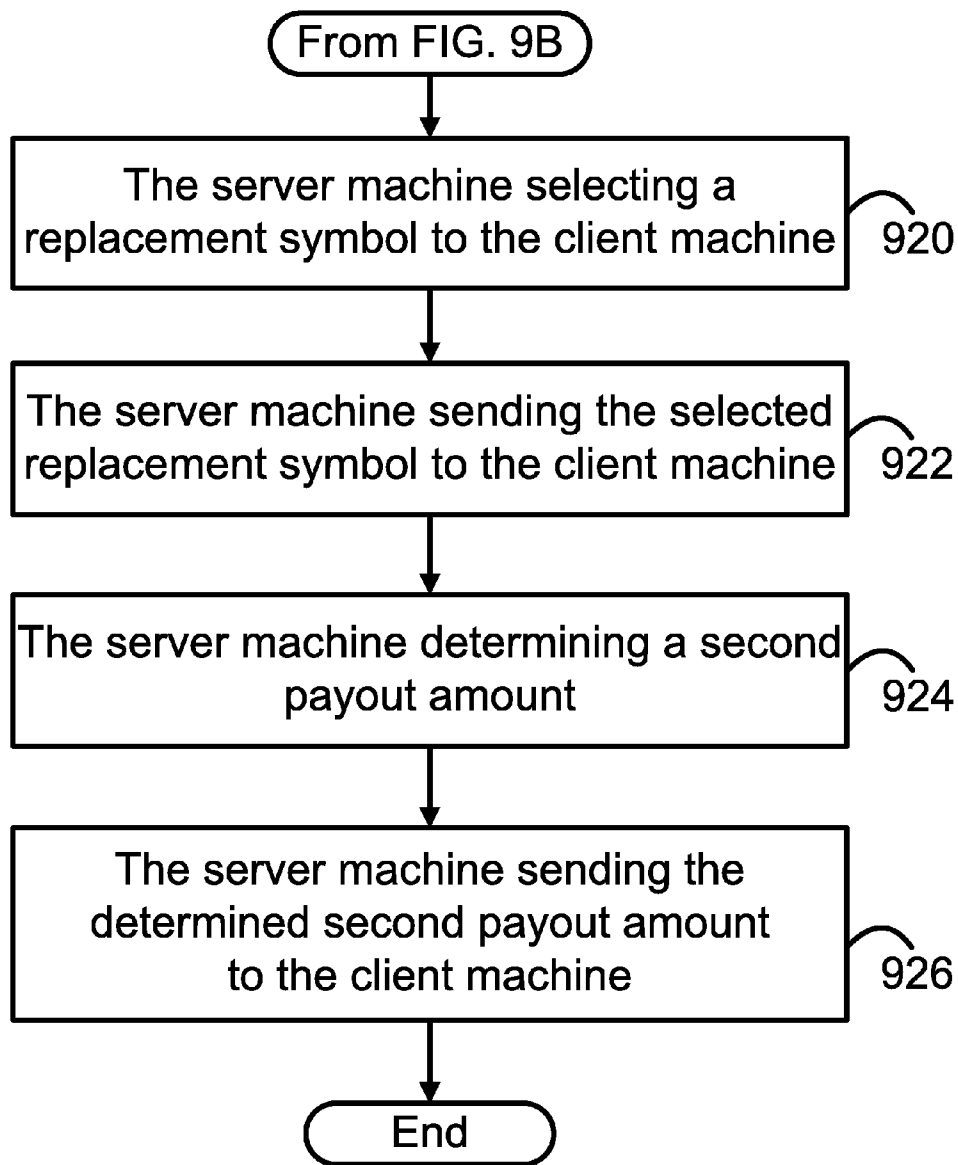 From FIG. 9B
The server machine selecting a
replacement symbol to the client machine
920
The server machine sending the selected
replacement symbol to the client machine
922
The server machine determining a second
payout amount
924
The server machine sending the
determined second payout amount
to the client machine
926
End